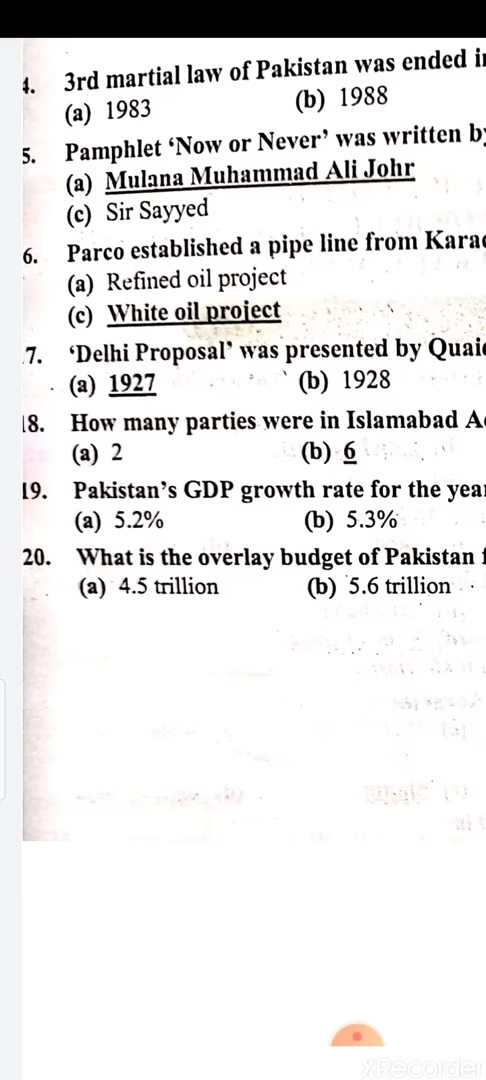 4. 3rd martial law of Pakistan was ended i
(a) 1983 (b) 1988
5. Pamphlet ‘Now or Never’ was written b
(a) Mulana Muhammad Ali Johr
(c) Sir Sayyed
6. Parco established a pipe line from Kara
(a) Refined oil project
(c) White oil project
7. ‘Delhi Proposal’ was presented by Quai
(a) 1927 (b) 1928
18. How many parties were in Islamabad A
(a) 2 (b) 6
19. Pakistan’s GDP growth rate for the yea
(a) 5.2% (b) 5.3%
20. What is the overlay budget of Pakistan f
(a) 4.5 trillion (b) 5.6 trillion
XRecorder